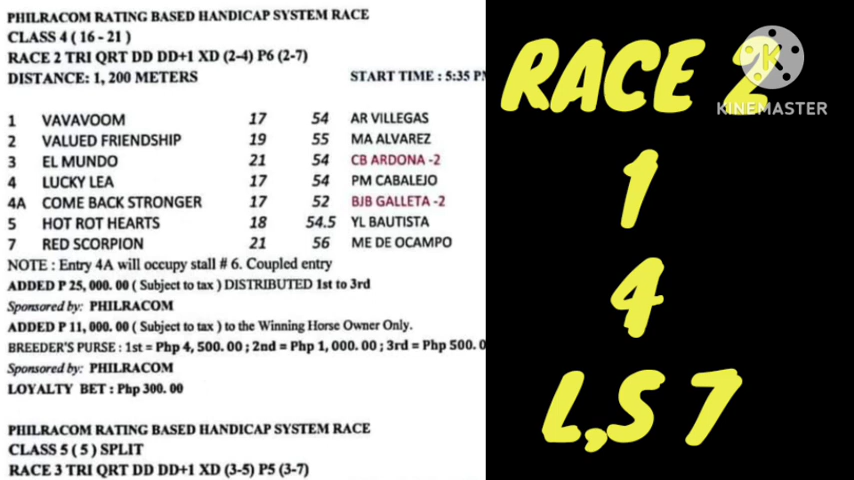 PHILRACOM RATING BASED HANDICAP SYSTEM RACE
CLASS 4 ( 16 - 21 )
RACE 2 TRI QRT DD DD+1 XD (2-4) P6 (2-7)
DISTANCE: 1, 200 METERS START TIME : 5:35 PM
1 VAVAVOOM 17 54 AR VILLEGAS
2 VALUED FRIENDSHIP 19 55 MA ALVAREZ
3 EL MUNDO 21 54 CB ARDONA -2
4 LUCKY LEA 17 54 PM CABALEJO
4A COME BACK STRONGER 17 52 BJB GALLETA -2
5 HOT ROT HEARTS 18 54.5 YL BAUTISTA
7 RED SCORPION 21 56 ME DE OCAMPO
NOTE : Entry 4A will occupy stall # 6. Coupled entry
ADDED P 25, 000. 00 ( Subject to tax ) DISTRIBUTED 1st to 3rd
Sponsored by: PHILRACOM
ADDED P 11, 000. 00 ( Subject to tax ) to the Winning Horse Owner Only.
BREEDER'S PURSE : 1st = Php 4, 500. 00 ; 2nd = Php 1, 000. 00 ; 3rd = Php 500. 0
Sponsored by: PHILRACOM
LOYALTY BET : Php 300. 00
PHILRACOM RATING BASED HANDICAP SYSTEM RACE
CLASS 5 ( 5 ) SPLIT
RACE 3 TRI QRT DD DD+1 XD (3-5) P5 (3-7)
RACE 2
KINEMASTER
1
4
L,S 7